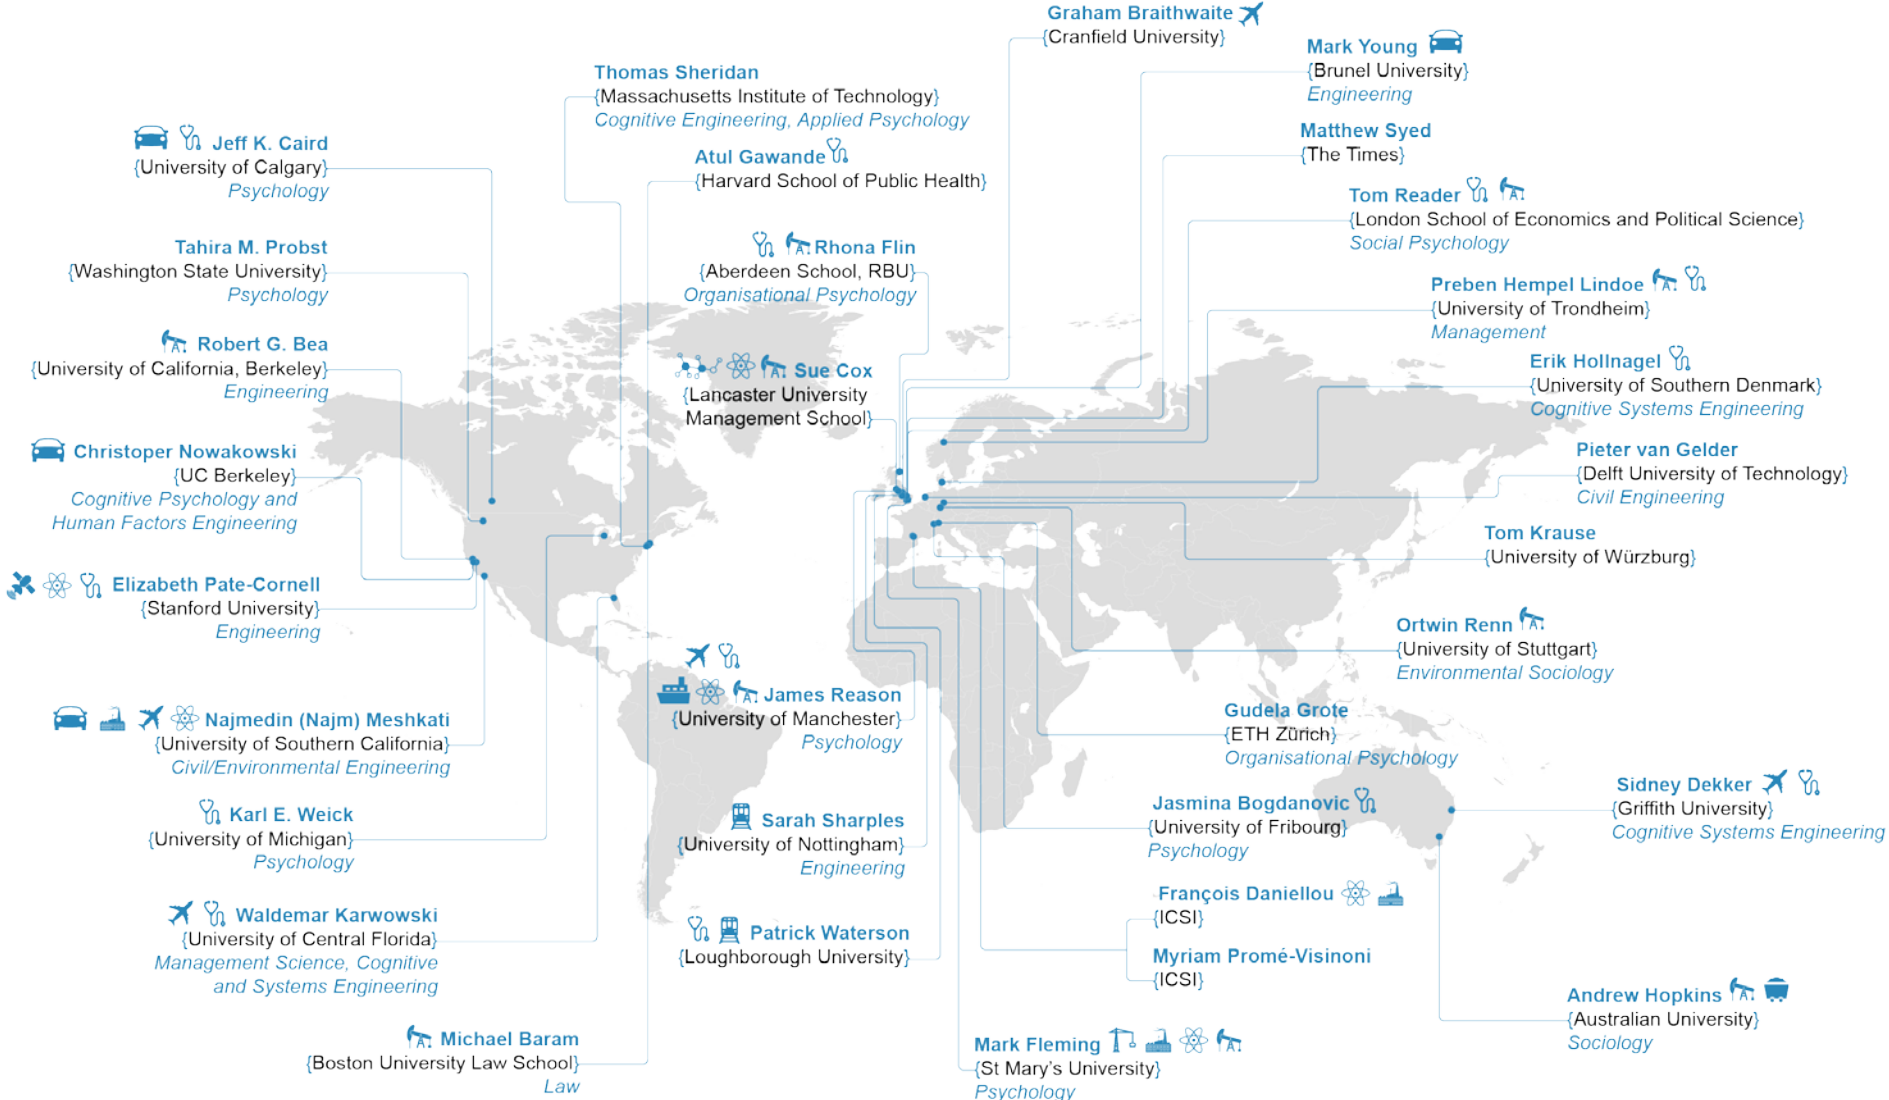 Graham Braithwaite
{Cranfield University}
Mark Young
{Brunel University}
Engineering
Thomas Sheridan
{Massachusetts Institute of Technology}
Cognitive Engineering, Applied Psychology
Matthew Syed
{The Times}
Jeff K. Caird
{University of Calgary}
Psychology
Atul Gawande
{Harvard School of Public Health}
Tom Reader
{London School of Economics and Political Science}
Social Psychology
Tahira M. Probst
{Washington State University}
Psychology
Rhona Flin
{Aberdeen School, RBU}
Organisational Psychology
Preben Hempel Lindoe
{University of Trondheim}
Management
Robert G. Bea
{University of California, Berkeley}
Engineering
Sue Cox
{Lancaster University
Management School}
Erik Hollnagel
{University of Southern Denmark}
Cognitive Systems Engineering
Christoper Nowakowski
{UC Berkeley}
Cognitive Psychology and
Human Factors Engineering
Pieter van Gelder
{Delft University of Technology}
Civil Engineering
Tom Krause
{University of Würzburg}
Elizabeth Pate-Cornell
{Stanford University}
Engineering
Ortwin Renn
{University of Stuttgart}
Environmental Sociology
Najmedin (Najm) Meshkati
{University of Southern California}
Civil/Environmental Engineering
James Reason
{University of Manchester}
Psychology
Gudela Grote
{ETH Zürich}
Organisational Psychology
Karl E. Weick
{University of Michigan}
Psychology
Sarah Sharples
{University of Nottingham}
Engineering
Jasmina Bogdanovic
{University of Fribourg}
Psychology
Sidney Dekker
{Griffith University}
Cognitive Systems Engineering
Waldemar Karwowski
{University of Central Florida}
Management Science, Cognitive
and Systems Engineering
Patrick Waterson
{Loughborough University}
François Daniellou
{ICSI}
Myriam Promé-Visinoni
{ICSI}
Michael Baram
{Boston University Law School}
Law
Mark Fleming
{St Mary's University}
Psychology
Andrew Hopkins
{Australian University}
Sociology